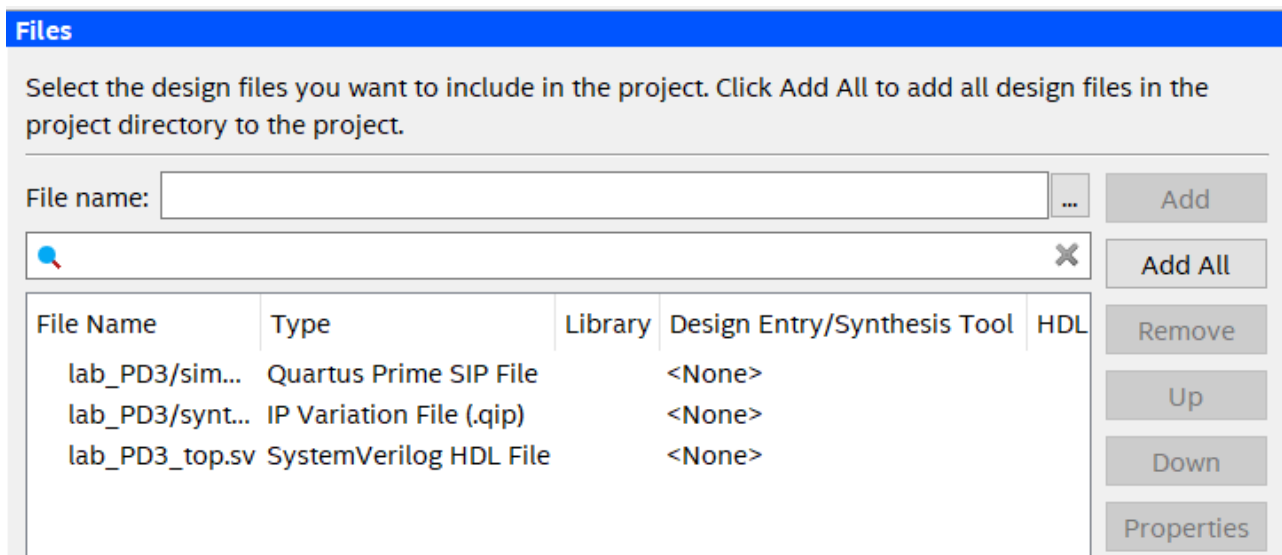 Files
Select the design files you want to include in the project. Click Add All to add all design files in the
project directory to the project.
File name: ... Add
Add All
File Name Type Library Design Entry/Synthesis Tool HDL Remove
lab_PD3/sim... Quartus Prime SIP File <None>
Up
lab_PD3/synt... IP Variation File (.qip) <None>
lab_PD3_top.sv SystemVerilog HDL File <None> Down
Properties